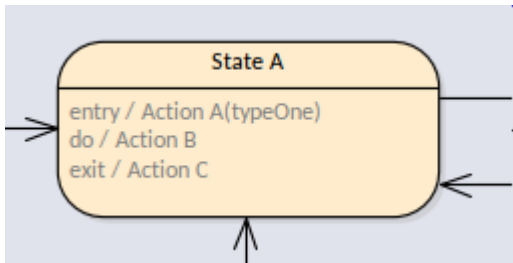 State A
entry / Action A(typeOne)
do / Action B
exit / Action C